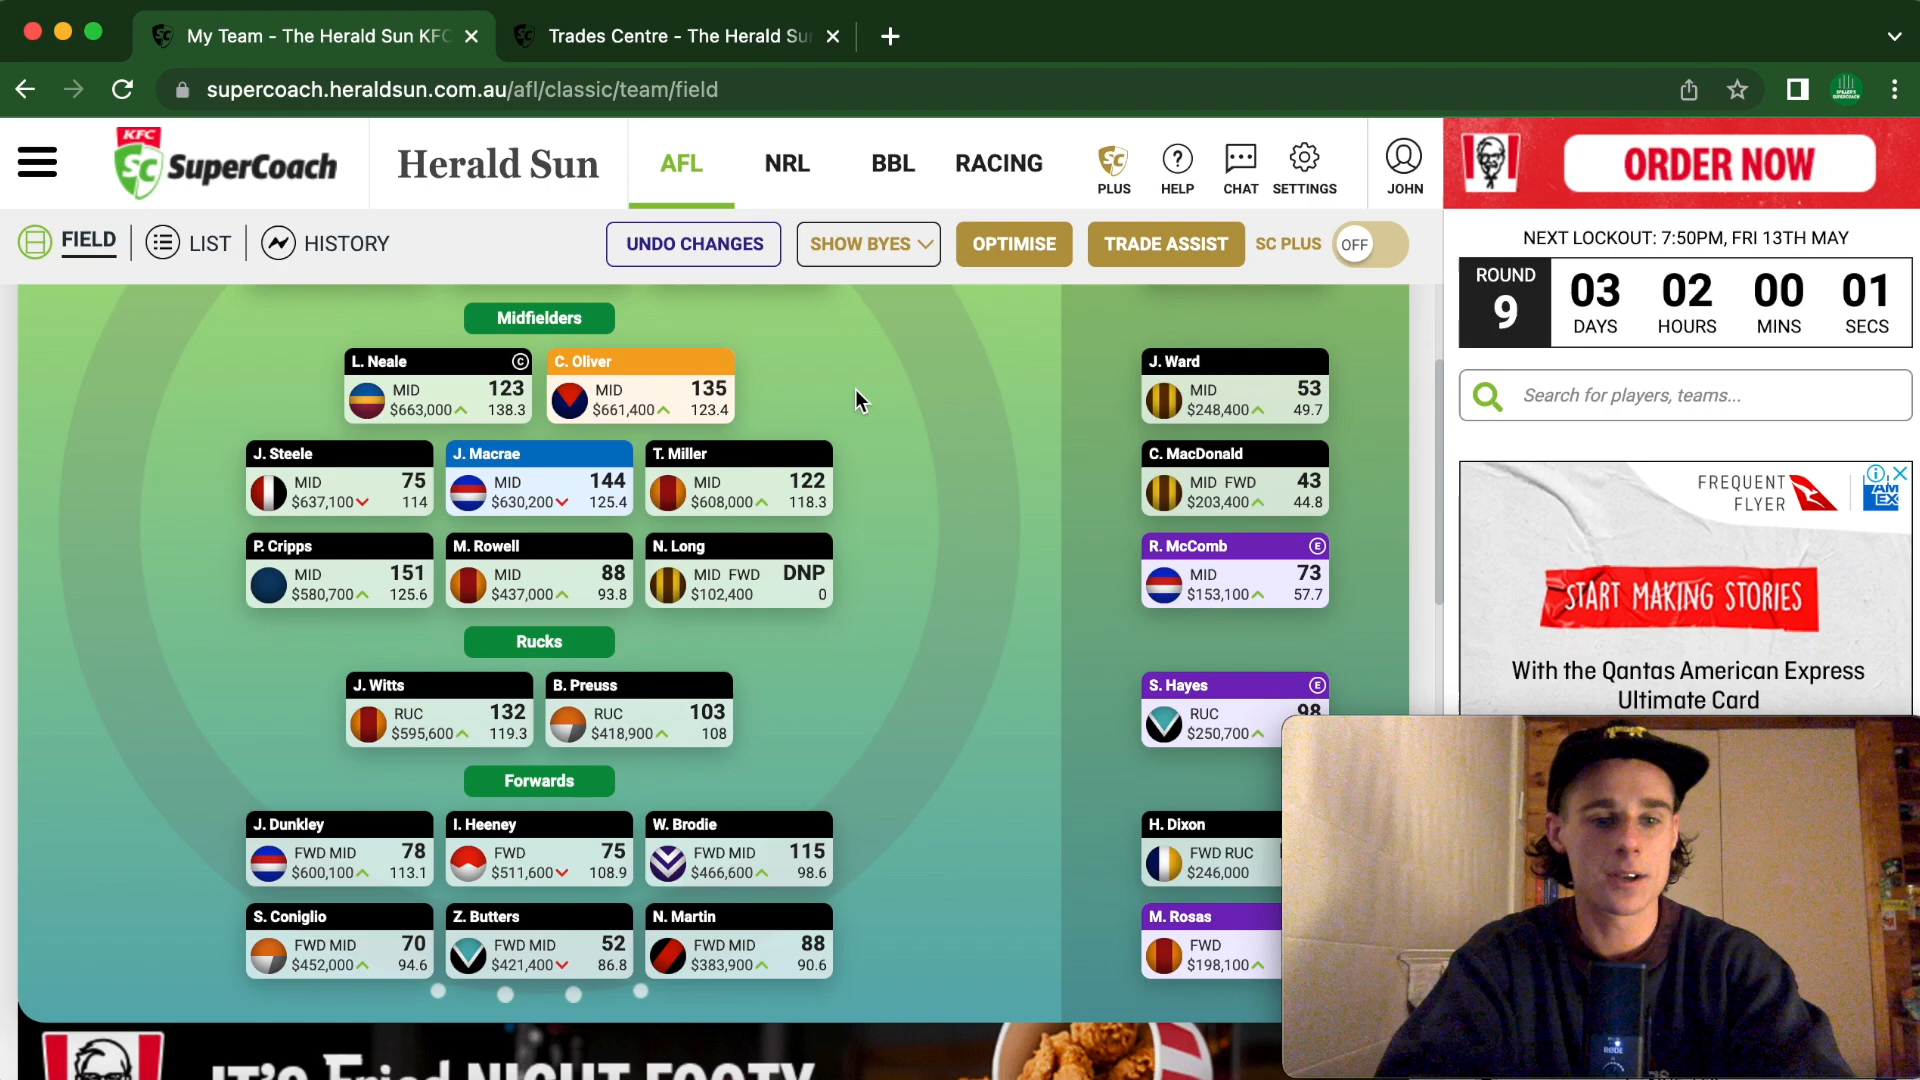 My Team - The Herald Sun KFC
Trades Centre - The Herald Sun
supercoach.heraldsun.com.au/afl/classic/team/field
KFC
SC SuperCoach
Herald Sun
AFL
NRL
BBL
RACING
SC
PLUS
HELP
CHAT
SETTINGS
JOHN
ORDER NOW
FIELD
LIST
HISTORY
UNDO CHANGES
SHOW BYES
OPTIMISE
TRADE ASSIST
SC PLUS
OFF
NEXT LOCKOUT: 7:50PM, FRI 13TH MAY
ROUND
9
03 02 00 01
DAYS HOURS MINS SECS
Search for players, teams...
Midfielders
L. Neale C
MID 123
$663,000 138.3
C. Oliver
MID 135
$661,400 123.4
J. Ward
MID 53
$248,400 49.7
J. Steele
MID 75
$637,100 114
J. Macrae
MID 144
$630,200 125.4
T. Miller
MID 122
$608,000 118.3
C. MacDonald
MID FWD 43
$203,400 44.8
P. Cripps
MID 151
$580,700 125.6
M. Rowell
MID 88
$437,000 93.8
N. Long
MID FWD DNP
$102,400 0
R. McComb E
MID 73
$153,100 57.7
Rucks
J. Witts
RUC 132
$595,600 119.3
B. Preuss
RUC 103
$418,900 108
S. Hayes E
RUC 98
$250,700
Forwards
J. Dunkley
FWD MID 78
$600,100 113.1
I. Heeney
FWD 75
$511,600 108.9
W. Brodie
FWD MID 115
$466,600 98.6
H. Dixon
FWD RUC
$246,000
S. Coniglio
FWD MID 70
$452,000 94.6
Z. Butters
FWD MID 52
$421,400 86.8
N. Martin
FWD MID 88
$383,900 90.6
M. Rosas
FWD
$198,100
FREQUENT
FLYER
AM
EX
START MAKING STORIES
With the Qantas American Express
Ultimate Card
IT'S Fried NIGHT FOOTY
RØDE